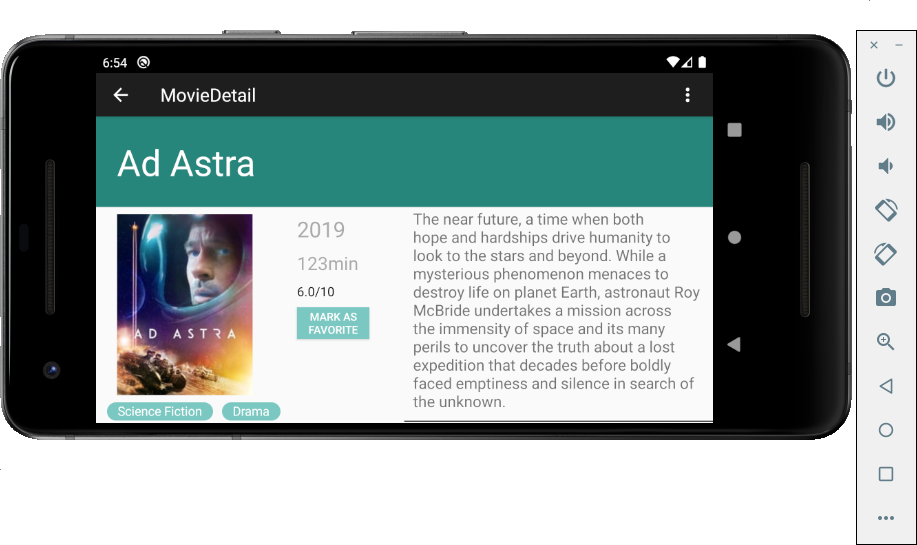 6:54
MovieDetail
Ad Astra
AD ASTRA
2019
123min
6.0/10
MARK AS
FAVORITE
Science Fiction
Drama
The near future, a time when both
hope and hardships drive humanity to
look to the stars and beyond. While a
mysterious phenomenon menaces to
destroy life on planet Earth, astronaut Roy
McBride undertakes a mission across
the immensity of space and its many
perils to uncover the truth about a lost
expedition that decades before boldly
faced emptiness and silence in search of
the unknown.